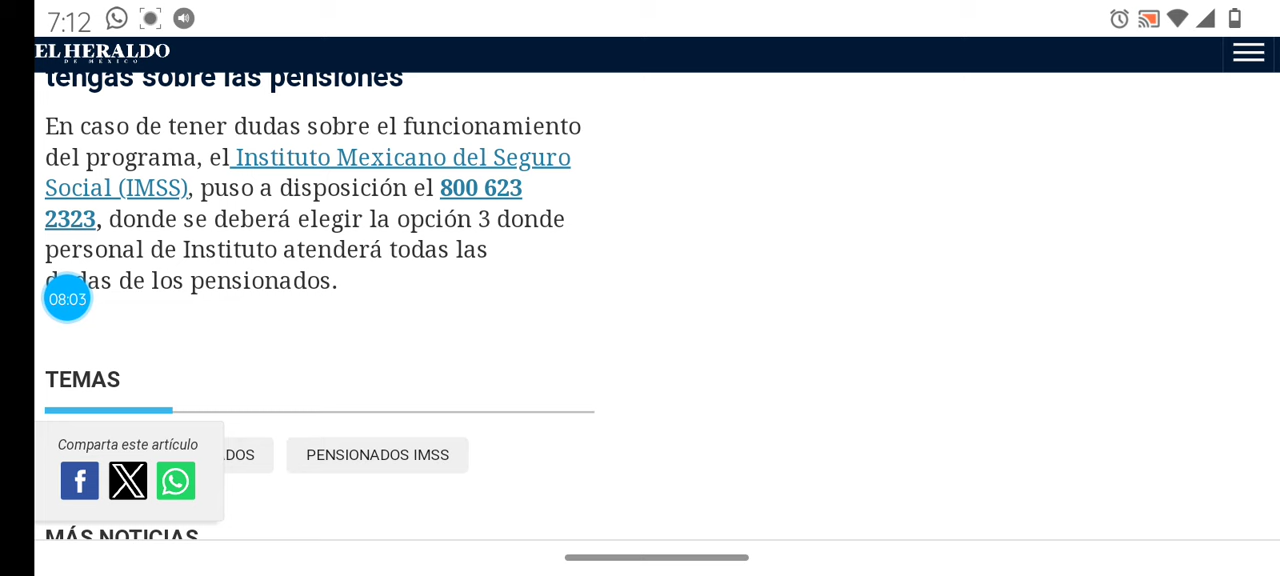 7:12
EL HERALDO
DE MÉXICO
tengas sobre las pensiones
En caso de tener dudas sobre el funcionamiento
del programa, el Instituto Mexicano del Seguro
Social (IMSS), puso a disposición el 800 623
2323, donde se deberá elegir la opción 3 donde
personal de Instituto atenderá todas las
dudas de los pensionados.
08:03
TEMAS
Comparta este artículo
ADOS
PENSIONADOS IMSS
MÁS NOTICIAS